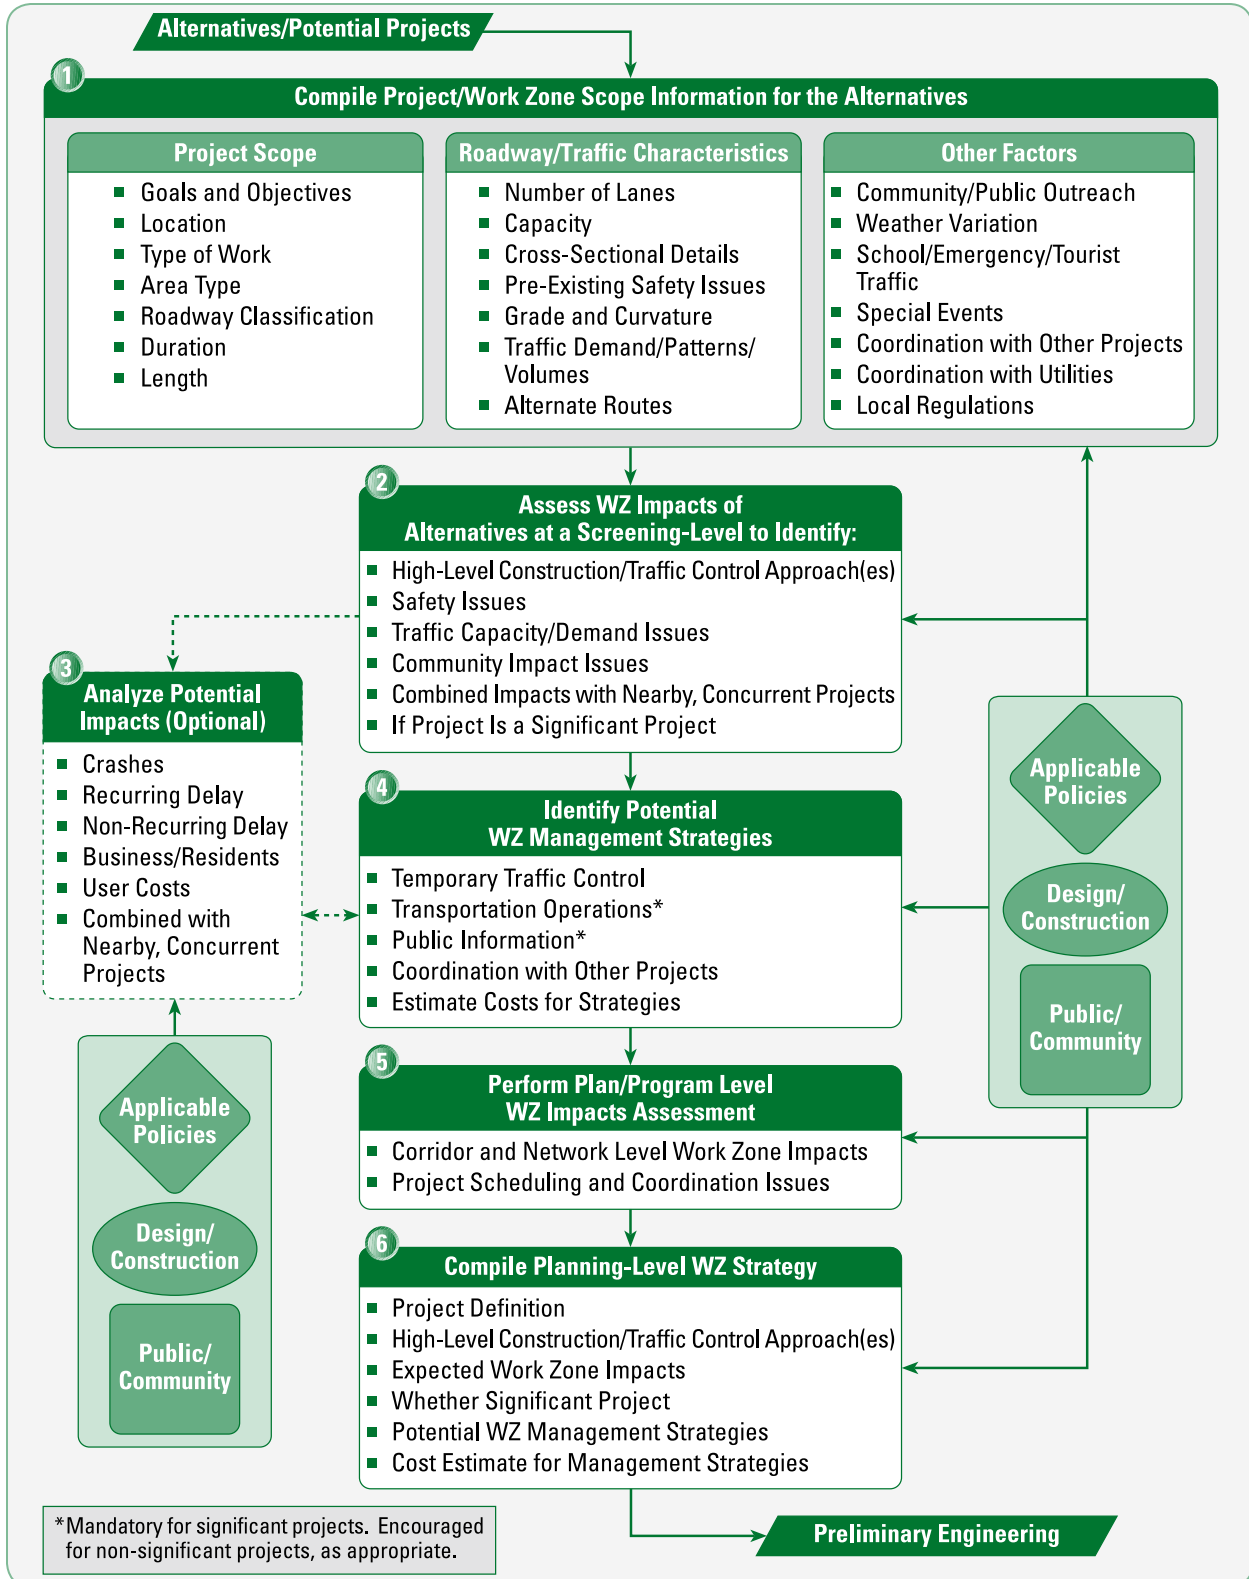 Alternatives/Potential Projects
1
Compile Project/Work Zone Scope Information for the Alternatives
Project Scope
Goals and Objectives
Location
Type of Work
Area Type
Roadway Classification
Duration
Length
Roadway/Traffic Characteristics
Number of Lanes
Capacity
Cross-Sectional Details
Pre-Existing Safety Issues
Grade and Curvature
Traffic Demand/Patterns/
Volumes
Alternate Routes
Other Factors
Community/Public Outreach
Weather Variation
School/Emergency/Tourist
Traffic
Special Events
Coordination with Other Projects
Coordination with Utilities
Local Regulations
2
Assess WZ Impacts of
Alternatives at a Screening-Level to Identify:
High-Level Construction/Traffic Control Approach(es)
Safety Issues
Traffic Capacity/Demand Issues
Community Impact Issues
Combined Impacts with Nearby, Concurrent Projects
If Project Is a Significant Project
3
Analyze Potential
Impacts (Optional)
Crashes
Recurring Delay
Non-Recurring Delay
Business/Residents
User Costs
Combined with
Nearby, Concurrent
Projects
Applicable
Policies
Design/
Construction
Public/
Community
4
Identify Potential
WZ Management Strategies
Temporary Traffic Control
Transportation Operations*
Public Information*
Coordination with Other Projects
Estimate Costs for Strategies
Applicable
Policies
Design/
Construction
Public/
Community
5
Perform Plan/Program Level
WZ Impacts Assessment
Corridor and Network Level Work Zone Impacts
Project Scheduling and Coordination Issues
6
Compile Planning-Level WZ Strategy
Project Definition
High-Level Construction/Traffic Control Approach(es)
Expected Work Zone Impacts
Whether Significant Project
Potential WZ Management Strategies
Cost Estimate for Management Strategies
*Mandatory for significant projects. Encouraged
for non-significant projects, as appropriate.
Preliminary Engineering